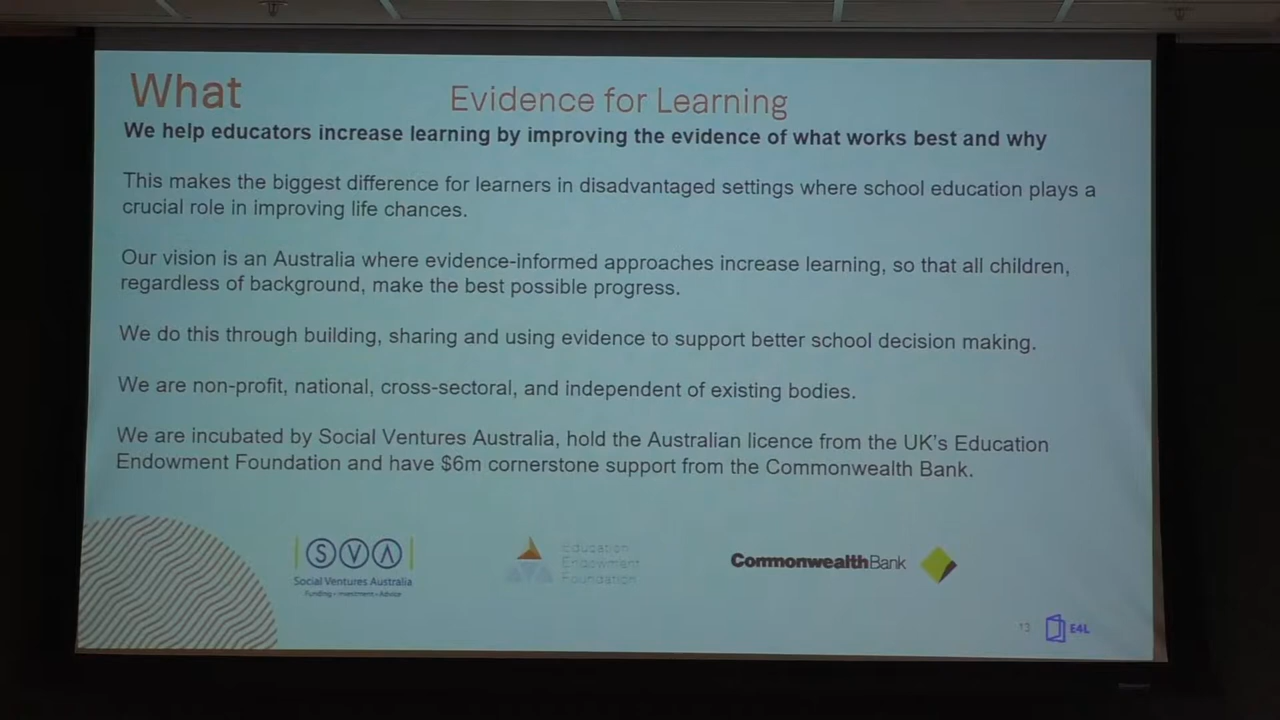 What
Evidence for Learning
We help educators increase learning by improving the evidence of what works best and why
This makes the biggest difference for learners in disadvantaged settings where school education plays a
crucial role in improving life chances.
Our vision is an Australia where evidence-informed approaches increase learning, so that all children,
regardless of background, make the best possible progress.
We do this through building, sharing and using evidence to support better school decision making.
We are non-profit, national, cross-sectoral, and independent of existing bodies.
We are incubated by Social Ventures Australia, hold the Australian licence from the UK's Education
Endowment Foundation and have $6m cornerstone support from the Commonwealth Bank.
SVA
Social Ventures Australia
Funding • Investment • Advice
Education
Endowment
Foundation
CommonwealthBank
13
E4L